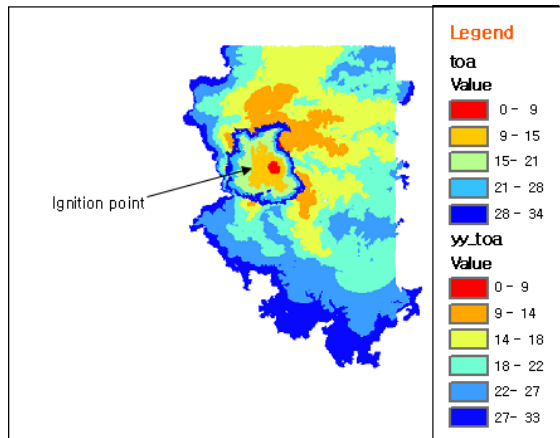 Legend
toa
Value
0 - 9
9 - 15
15- 21
21 - 28
28 - 34
yy_toa
Value
0 - 9
9 - 14
14 - 18
18 - 22
22- 27
27- 33
Ignition point